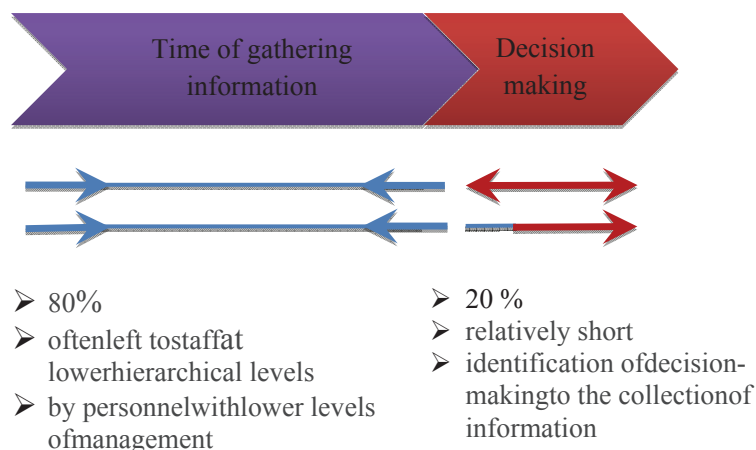 Time of gathering
information
Decision
making
➢ 80%
➢ oftenleft tostaffat
lowerhierarchical levels
➢ by personnelwithlower levels
ofmanagement
➢ 20 %
➢ relatively short
➢ identification ofdecision-
makingto the collectionof
information